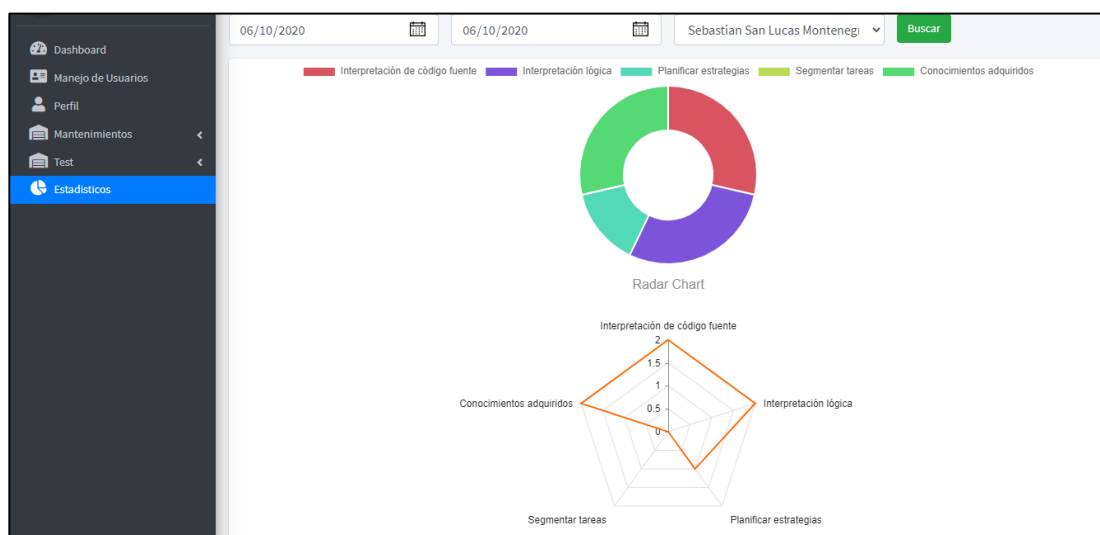 Dashboard
Manejo de Usuarios
Perfil
Mantenimientos
Test
Estadisticos
06/10/2020
06/10/2020
Sebastian San Lucas Montenegr
Buscar
Interpretación de código fuente
Interpretación lógica
Planificar estrategias
Segmentar tareas
Conocimientos adquiridos
Radar Chart
Interpretación de código fuente
2
1.5
1
0.5
0
Conocimientos adquiridos
Interpretación lógica
Segmentar tareas
Planificar estrategias